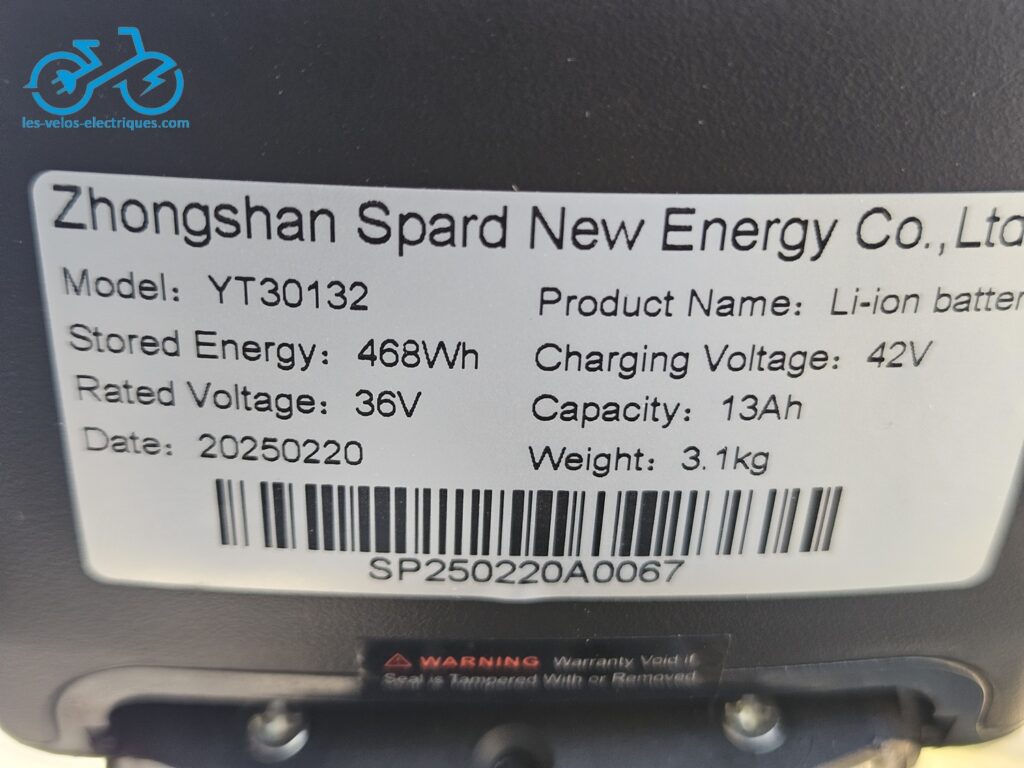 les-velos-electriques.com
Zhongshan Spard New Energy Co.,Ltd
Model: YT30132
Product Name: Li-ion batter
Stored Energy: 468Wh
Charging Voltage: 42V
Rated Voltage: 36V
Capacity: 13Ah
Date: 20250220
Weight: 3.1kg
SP250220A0067
WARNING Warranty Void if
Seal is Tampered With or Removed